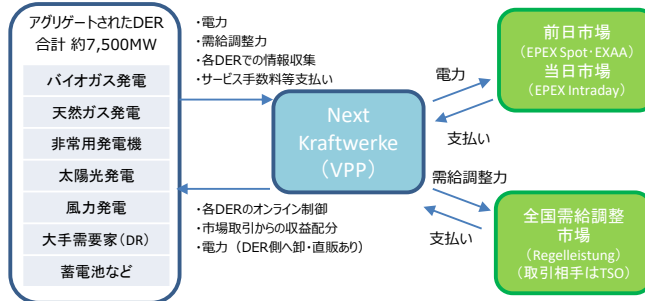 アグリゲートされたDER
合計 約7,500MW
バイオガス発電
天然ガス発電
非常用発電機
太陽光発電
風力発電
大手需要家（DR）
蓄電池など
・電力
・需給調整力
・各DERでの情報収集
・サービス手数料等支払い
Next
Kraftwerke
（VPP）
・各DERのオンライン制御
・市場取引からの収益配分
・電力（DER側へ卸・直販あり）
電力
支払い
需給調整力
支払い
前日市場
（EPEX Spot・EXAA）
当日市場
（EPEX Intraday）
全国需給調整
市場
（Regelleistung）
（取引相手はTSO）